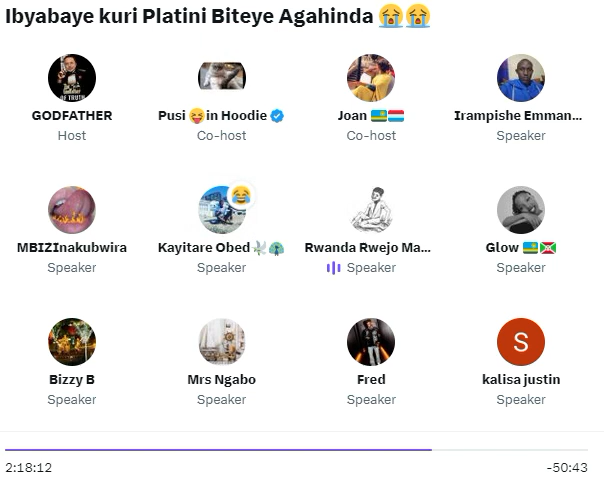 Ibyabaye kuri Platini Biteye Agahinda 😭😭
GODFATHER
Host
Pusi 😝in Hoodie
Co-host
Joan 🇷🇼🇱🇺
Co-host
Irampishe Emman...
Speaker
MBIZInakubwira
Speaker
Kayitare Obed🕊🦚
Speaker
Rwanda Rwejo Ma...
Speaker
Glow 🇷🇼🇧🇮
Speaker
Bizzy B
Speaker
Mrs Ngabo
Speaker
Fred
Speaker
S
kalisa justin
Speaker
2:18:12
-50:43